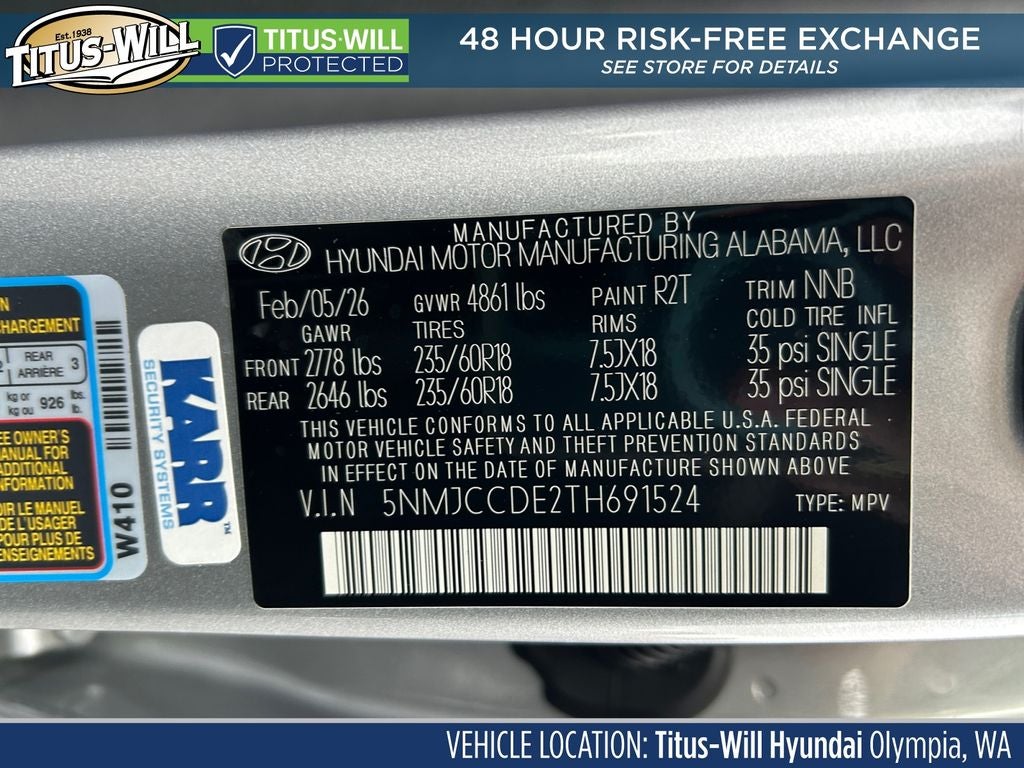 Est.1938
TITUS-WILL
TITUS-WILL
PROTECTED
48 HOUR RISK-FREE EXCHANGE
SEE STORE FOR DETAILS
MANUFACTURED BY
HYUNDAI MOTOR MANUFACTURING ALABAMA, LLC
Feb/05/26 GVWR 4861 lbs PAINT R2T TRIM NNB
GAWR TIRES RIMS COLD TIRE INFL
FRONT 2778 lbs 235/60R18 7.5JX18 35 psi SINGLE
REAR 2646 lbs 235/60R18 7.5JX18 35 psi SINGLE
THIS VEHICLE CONFORMS TO ALL APPLICABLE U.S.A. FEDERAL
MOTOR VEHICLE SAFETY AND THEFT PREVENTION STANDARDS
IN EFFECT ON THE DATE OF MANUFACTURE SHOWN ABOVE
V.I.N 5NMJCCDE2TH691524 TYPE: MPV
KARR™
SECURITY SYSTEMS
REAR
ARRIÈRE 3
kg or
kg ou 926 lbs.
lb.
OWNER'S
MANUAL FOR
ADDITIONAL
INFORMATION
LE MANUEL
L'USAGER
POUR PLUS DE
W410
VEHICLE LOCATION: Titus-Will Hyundai Olympia, WA